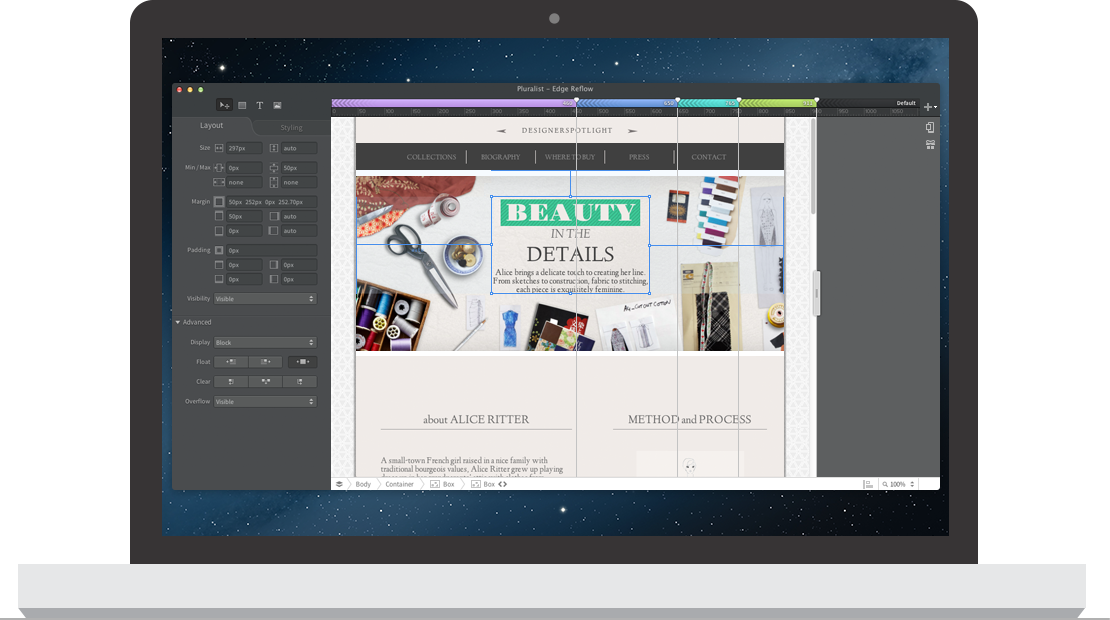 Pluralist – Edge Reflow
Default
Layout
Styling
Size
297px
auto
Min / Max
0px
50px
none
none
Margin
50px 252px 0px 252.70px
50px
auto
0px
auto
Padding
0px
0px
0px
0px
0px
Visibility
Visible
Advanced
Display
Block
Float
Clear
Overflow
Visible
DESIGNERSPOTLIGHT
COLLECTIONS
BIOGRAPHY
WHERE TO BUY
PRESS
CONTACT
BEAUTY
IN THE
DETAILS
Alice brings a delicate touch to creating her line.
From sketches to construction, fabric to stitching,
each piece is exquisitely feminine.
about ALICE RITTER
METHOD and PROCESS
A small-town French girl raised in a nice family with
traditional bourgeois values, Alice Ritter grew up playing
Body
Container
Box
Box
100%